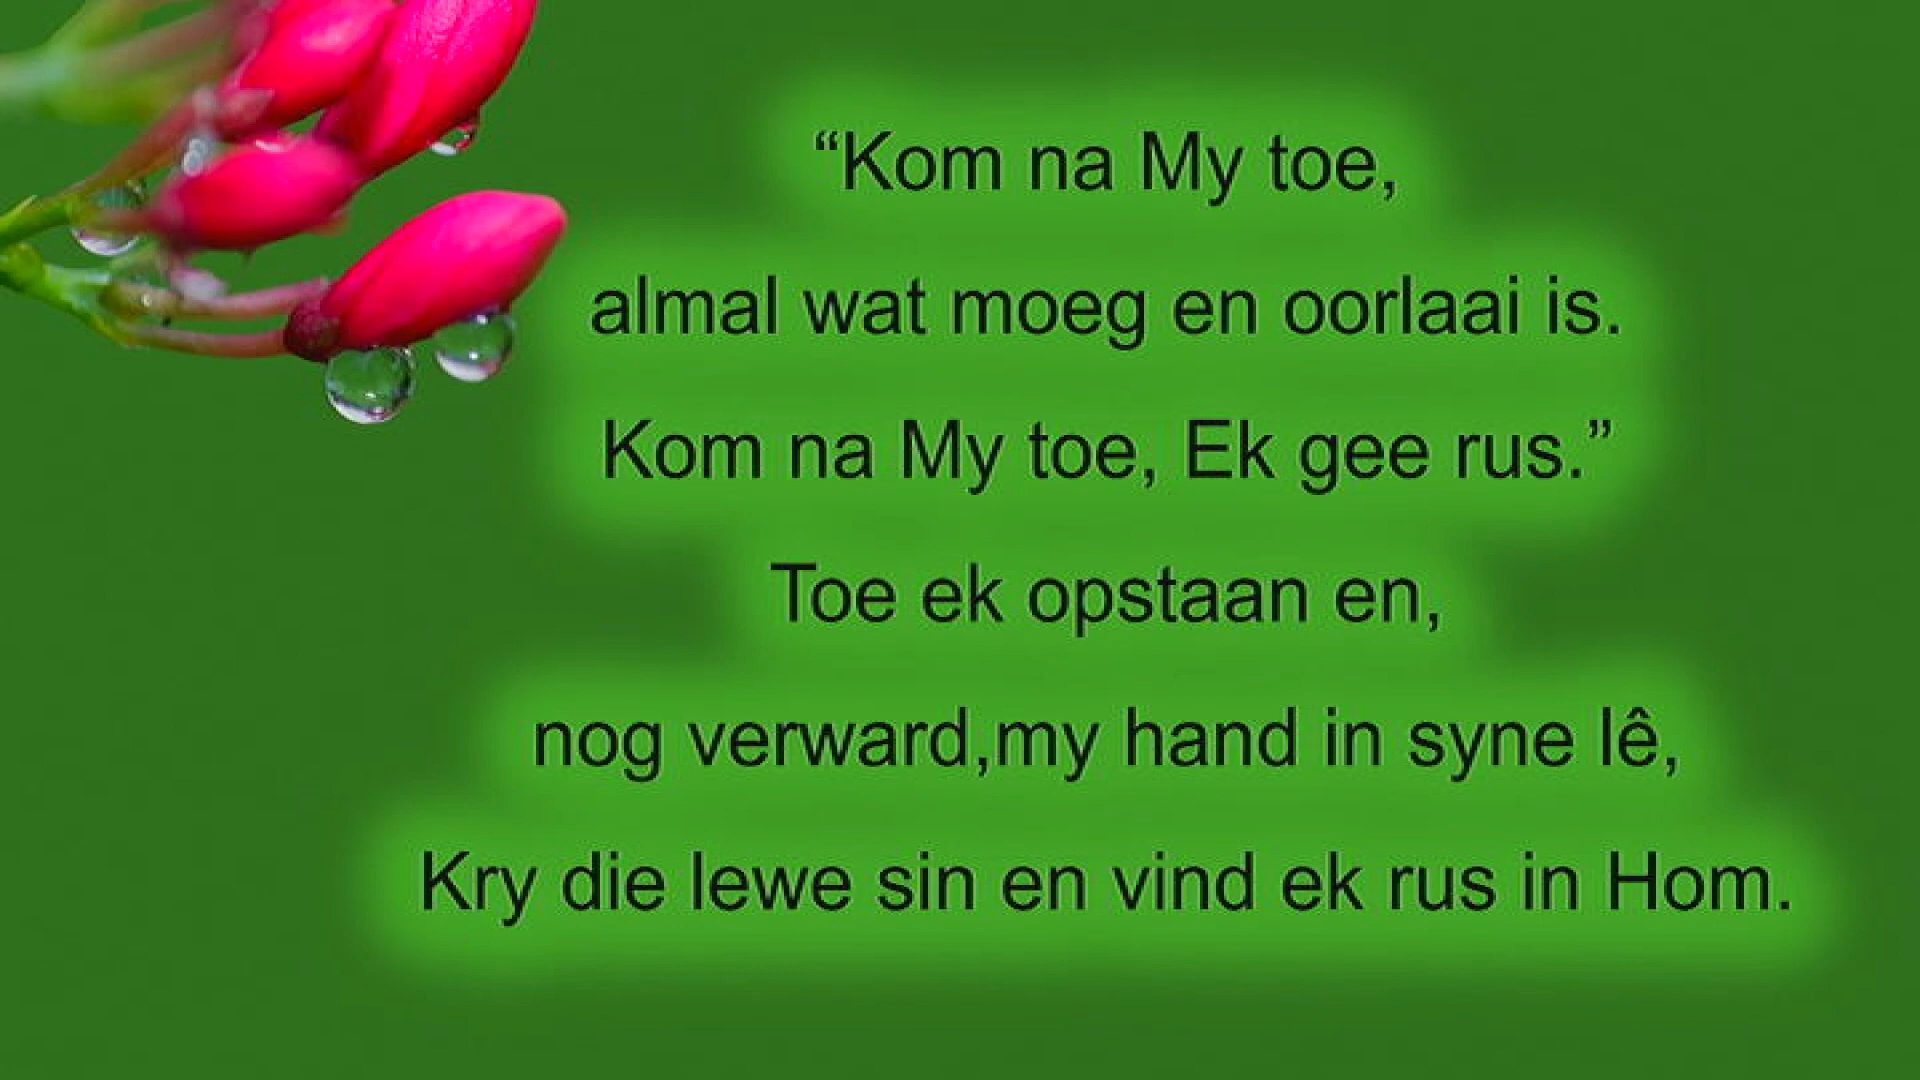 “Kom na My toe,
almal wat moeg en oorlaai is.
Kom na My toe, Ek gee rus.”
Toe ek opstaan en,
nog verward,my hand in syne lê,
Kry die lewe sin en vind ek rus in Hom.